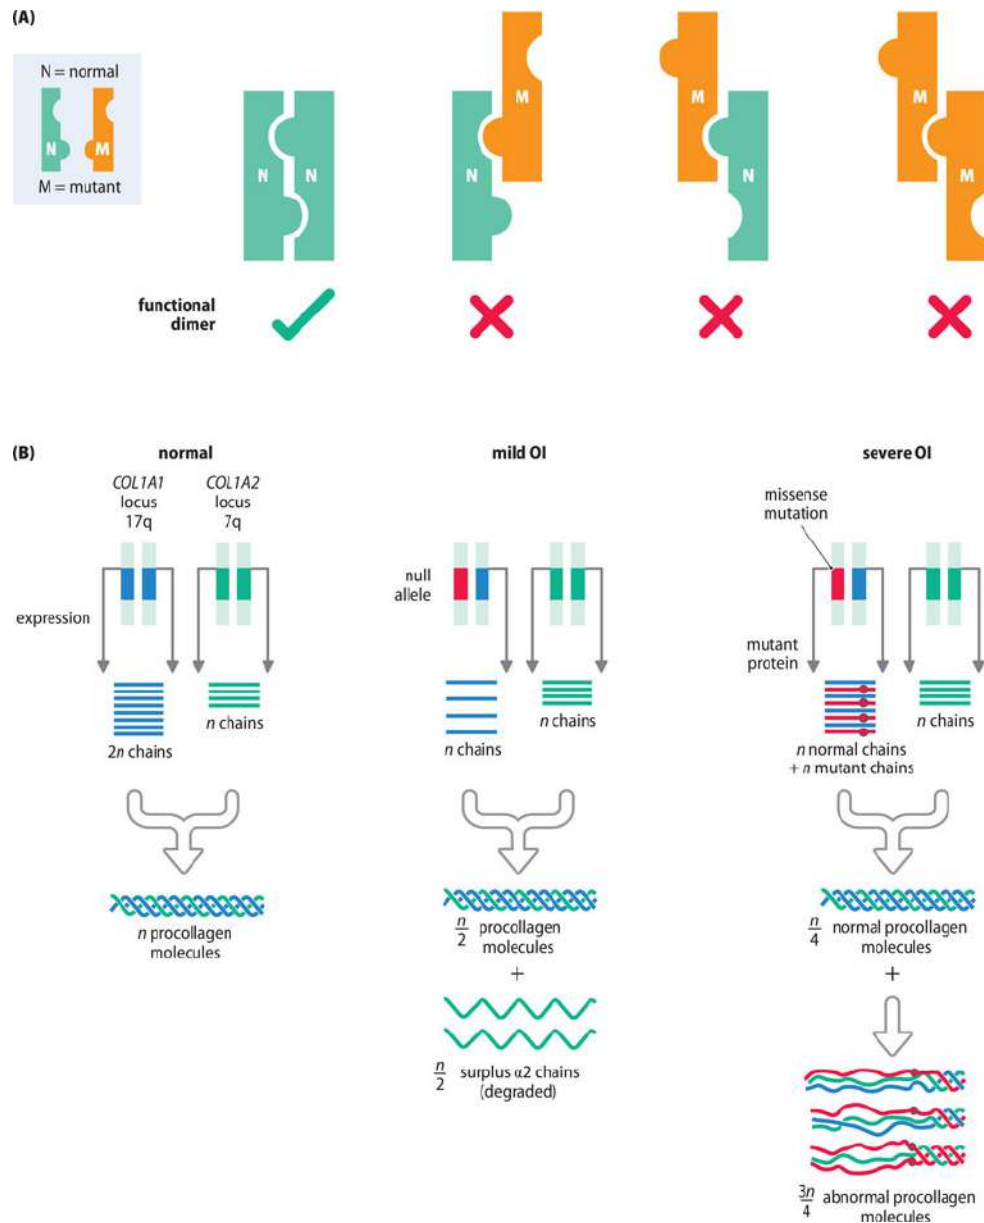 (A)
N = normal
N
M
M = mutant
N
N
N
M
M
N
M
M
functional
dimer
(B)
normal
mild OI
severe OI
COL1A1
locus
17q
COL1A2
locus
7q
missense
mutation
null
allele
expression
mutant
protein
2n chains
n chains
n chains
n chains
n normal chains
+ n mutant chains
n chains
n procollagen
molecules
n/2 procollagen
molecules
+
n/2 surplus α2 chains
(degraded)
n/4 normal procollagen
molecules
+
3n/4 abnormal procollagen
molecules